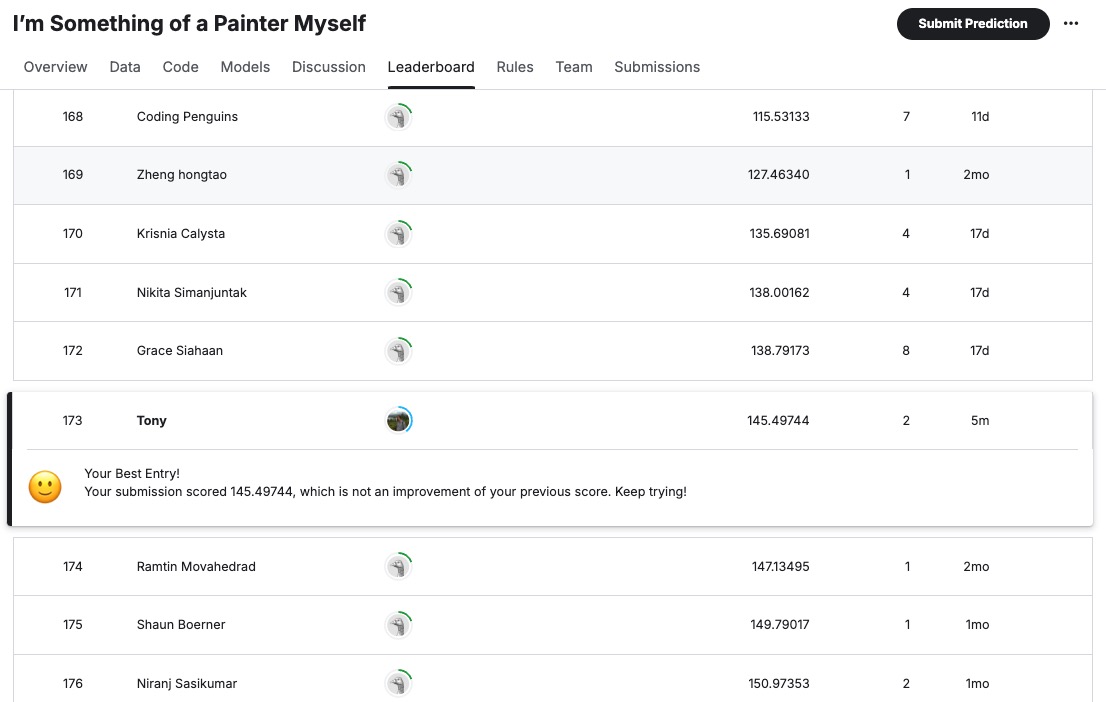 I’m Something of a Painter Myself
Submit Prediction
Overview Data Code Models Discussion Leaderboard Rules Team Submissions
168 Coding Penguins 115.53133 7 11d
169 Zheng hongtao 127.46340 1 2mo
170 Krisnia Calysta 135.69081 4 17d
171 Nikita Simanjuntak 138.00162 4 17d
172 Grace Siahaan 138.79173 8 17d
173 Tony 145.49744 2 5m
Your Best Entry!
Your submission scored 145.49744, which is not an improvement of your previous score. Keep trying!
174 Ramtin Movahedrad 147.13495 1 2mo
175 Shaun Boerner 149.79017 1 1mo
176 Niranj Sasikumar 150.97353 2 1mo